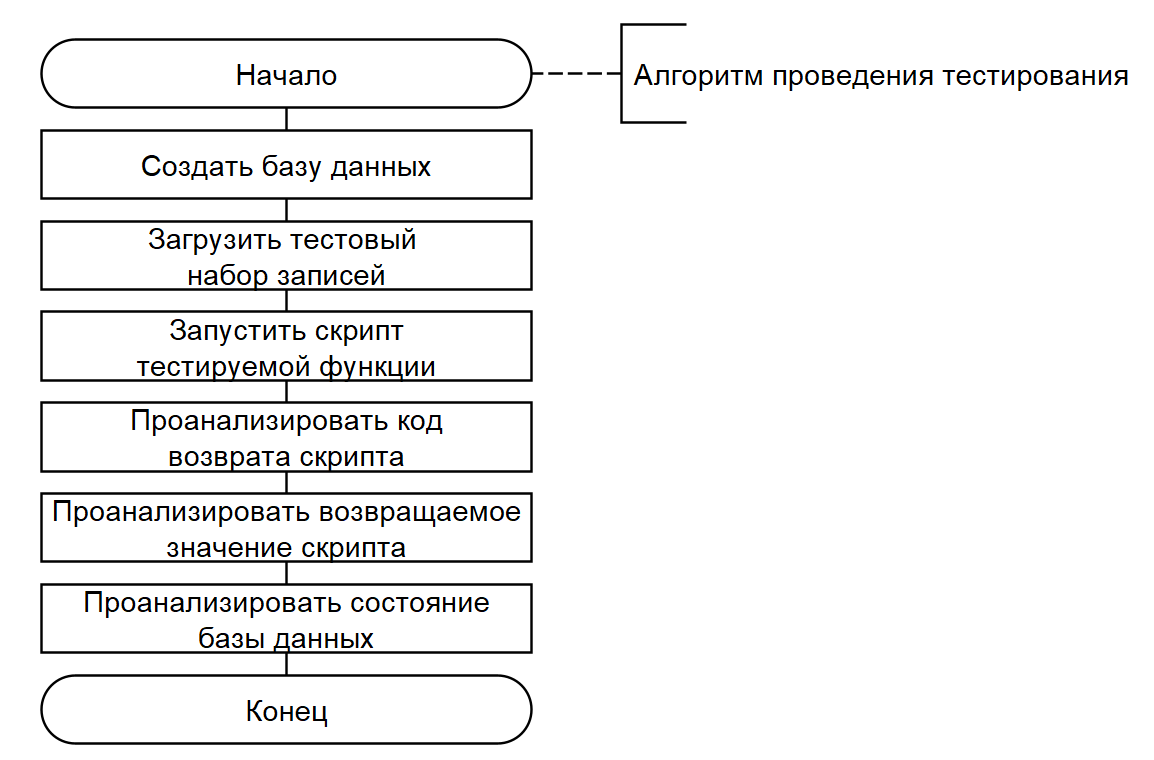 Начало
Алгоритм проведения тестирования
Создать базу данных
Загрузить тестовый
набор записей
Запустить скрипт
тестируемой функции
Проанализировать код
возврата скрипта
Проанализировать возвращаемое
значение скрипта
Проанализировать состояние
базы данных
Конец